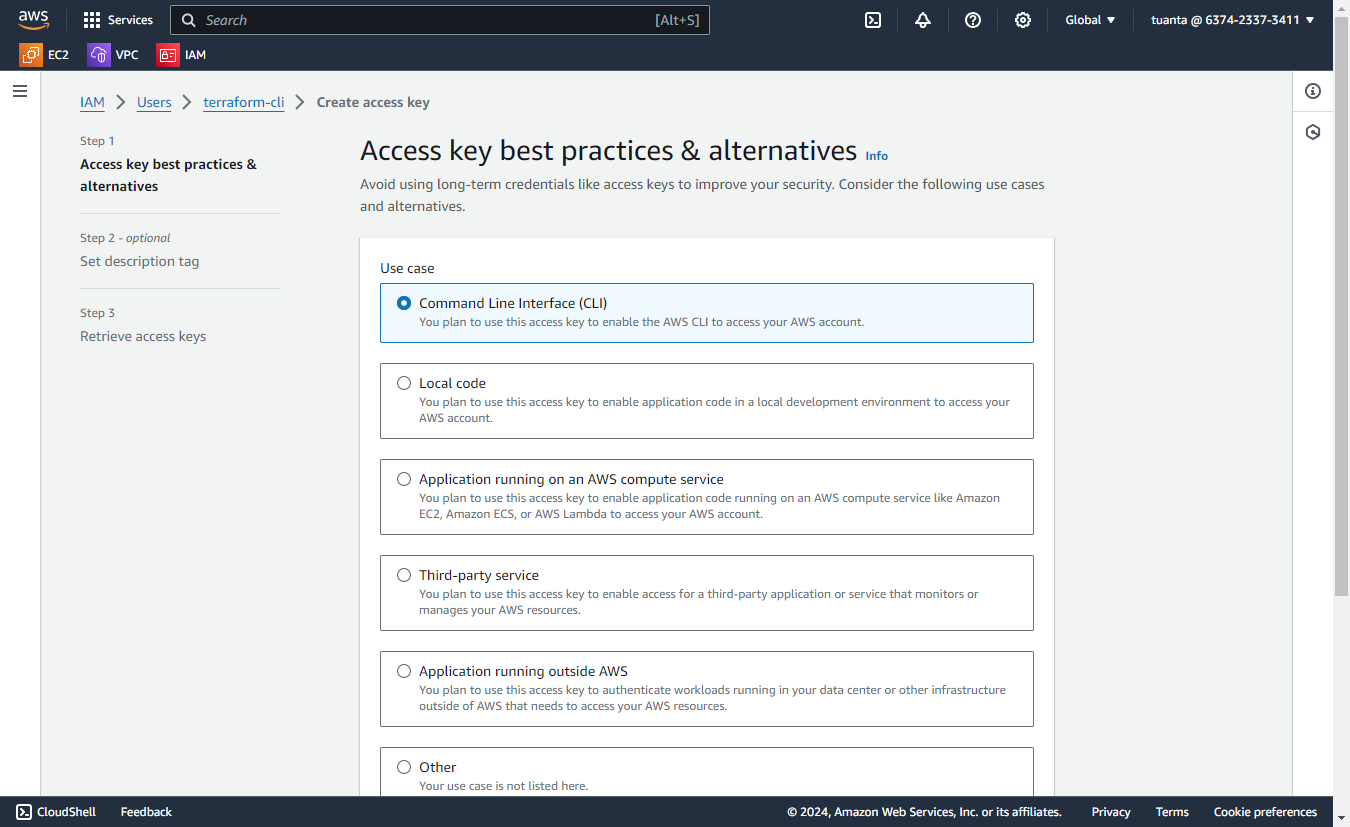 aws
Services
Search
[Alt+S]
Global
tuanta @ 6374-2337-3411
EC2
VPC
IAM
IAM
Users
terraform-cli
Create access key
Step 1
Access key best practices &
alternatives
Step 2 - optional
Set description tag
Step 3
Retrieve access keys
Access key best practices & alternatives Info
Avoid using long-term credentials like access keys to improve your security. Consider the following use cases
and alternatives.
Use case
Command Line Interface (CLI)
You plan to use this access key to enable the AWS CLI to access your AWS account.
Local code
You plan to use this access key to enable application code in a local development environment to access your
AWS account.
Application running on an AWS compute service
You plan to use this access key to enable application code running on an AWS compute service like Amazon
EC2, Amazon ECS, or AWS Lambda to access your AWS account.
Third-party service
You plan to use this access key to enable access for a third-party application or service that monitors or
manages your AWS resources.
Application running outside AWS
You plan to use this access key to authenticate workloads running in your data center or other infrastructure
outside of AWS that needs to access your AWS resources.
Other
Your use case is not listed here.
CloudShell
Feedback
© 2024, Amazon Web Services, Inc. or its affiliates.
Privacy
Terms
Cookie preferences